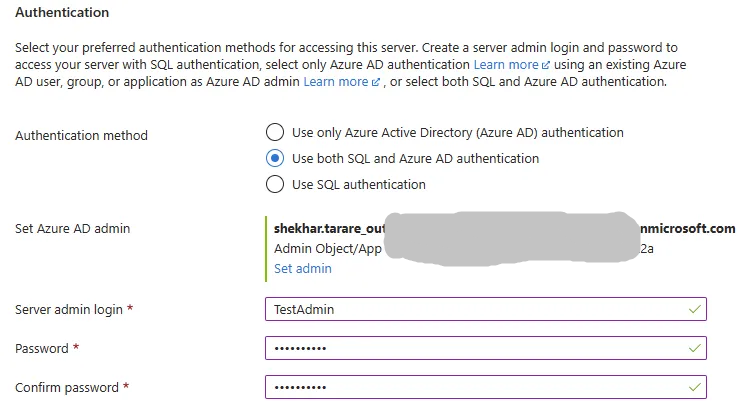 Authentication
Select your preferred authentication methods for accessing this server. Create a server admin login and password to
access your server with SQL authentication, select only Azure AD authentication Learn more using an existing Azure
AD user, group, or application as Azure AD admin Learn more , or select both SQL and Azure AD authentication.
Authentication method
Use only Azure Active Directory (Azure AD) authentication
Use both SQL and Azure AD authentication
Use SQL authentication
Set Azure AD admin shekhar.tarare_out nmicrosoft.com
Admin Object/App 2a
Set admin
Server admin login * TestAdmin
Password * ••••••••••
Confirm password * ••••••••••